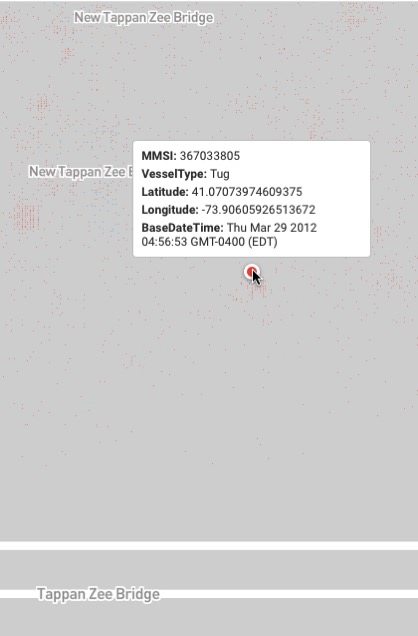 New Tappan Zee Bridge
MMSI: 367033805
New Tappan Zee B
VesselType: Tug
Latitude: 41.07073974609375
Longitude: -73.90605926513672
BaseDateTime: Thu Mar 29 2012
04:56:53 GMT-0400 (EDT)
Tappan Zee Bridge